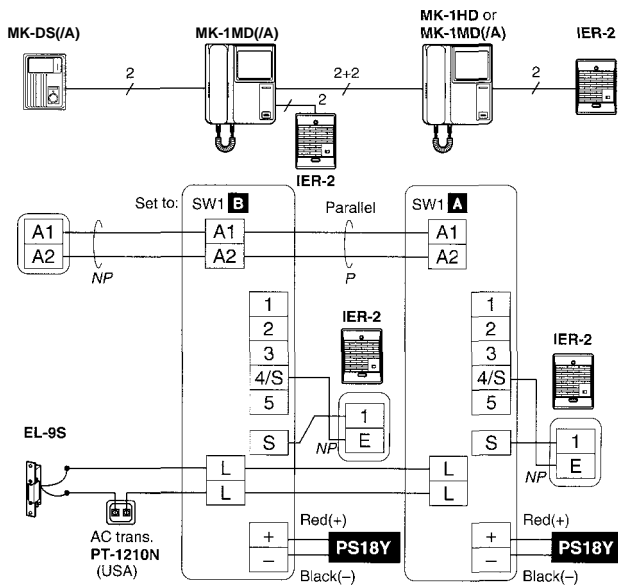 MK-DS(/A)
MK-1MD(/A)
MK-1HD or
MK-1MD(/A)
IER-2
2
2+2
2
2
IER-2
Set to:
SW1 B
Parallel
SW1 A
A1
A2
NP
A1
A2
P
A1
A2
1
2
3
4/S
5
S
IER-2
1
E
NP
1
2
3
4/S
5
S
IER-2
1
E
NP
EL-9S
L
L
L
L
AC trans.
PT-1210N
(USA)
+
–
Red(+)
PS18Y
Black(–)
+
–
Red(+)
PS18Y
Black(–)